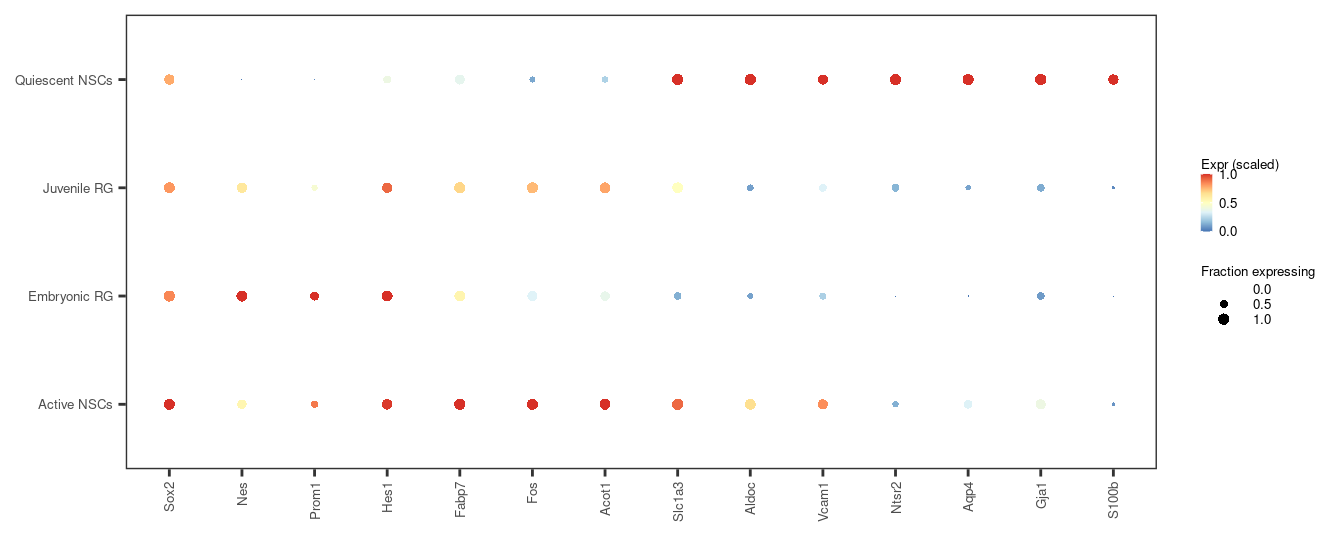 Quiescent NSCs
Juvenile RG
Embryonic RG
Active NSCs
Sox2
Nes
Prom1
Hes1
Fabp7
Fos
Acot1
Slc1a3
Aldoc
Vcam1
Ntsr2
Aqp4
Gja1
S100b
Expr (scaled)
1.0
0.5
0.0
Fraction expressing
0.0
0.5
1.0